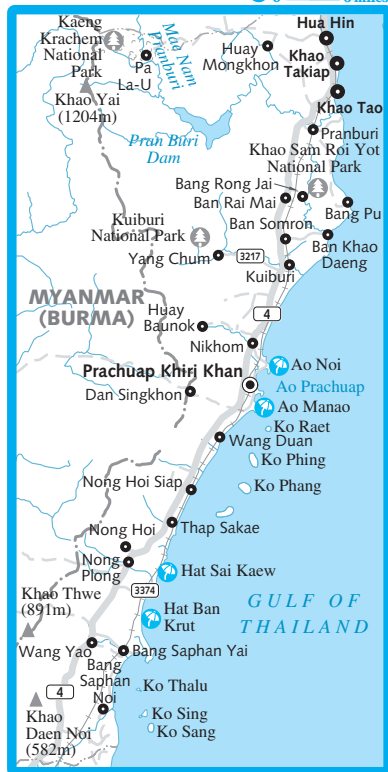 Kaeng
Krachem
National
Park
Pa
La-U
Mae Nam
Pranburi
Huay
Mongkhon
Hua Hin
Khao
Takiap
Khao Tao
Khao Yai
(1204m)
Pran Buri
Dam
Pranburi
Khao Sam Roi Yot
National Park
Bang Rong Jai
Ban Rai Mai
Bang Pu
Kuiburi
National Park
Ban Somron
Ban Khao
Daeng
Yang Chum
3217
Kuiburi
MYANMAR
(BURMA)
Huay
Baunok
4
Nikhom
Ao Noi
Prachuap Khiri Khan
Ao Prachuap
Dan Singkhon
Ao Manao
Ko Raet
Wang Duan
Ko Phing
Nong Hoi Siap
Ko Phang
Nong Hoi
Thap Sakae
Nong
Plong
Hat Sai Kaew
Khao Thwe
(891m)
3374
Hat Ban
Krut
GULF OF
THAILAND
Wang Yao
Bang Saphan Yai
Bang
Saphan
Noi
4
Ko Thalu
Khao
Daen Noi
(582m)
Ko Sing
Ko Sang